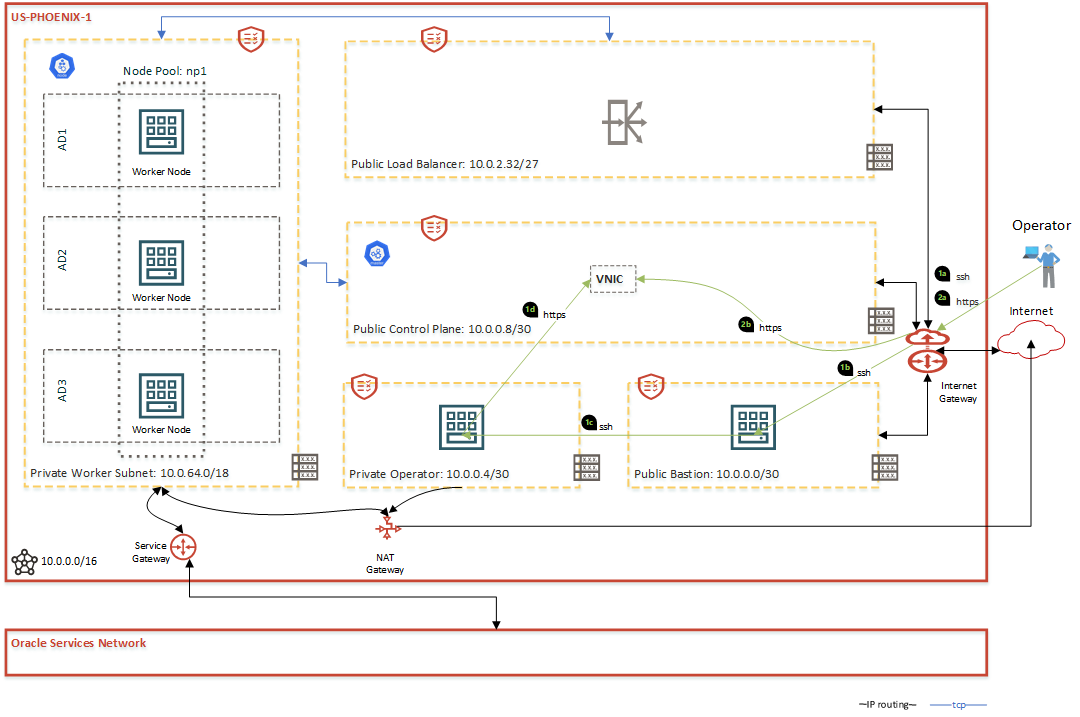 US-PHOENIX-1
Node Pool: np1
AD1
Worker Node
AD2
Worker Node
AD3
Worker Node
Private Worker Subnet: 10.0.64.0/18
Public Load Balancer: 10.0.2.32/27
VNIC
Public Control Plane: 10.0.0.8/30
1d
https
2b
https
Private Operator: 10.0.0.4/30
1c
ssh
Public Bastion: 10.0.0.0/30
1b
ssh
1a
ssh
2a
https
Operator
Internet
Internet
Gateway
Service
Gateway
NAT
Gateway
10.0.0.0/16
Oracle Services Network
IP routing
tcp